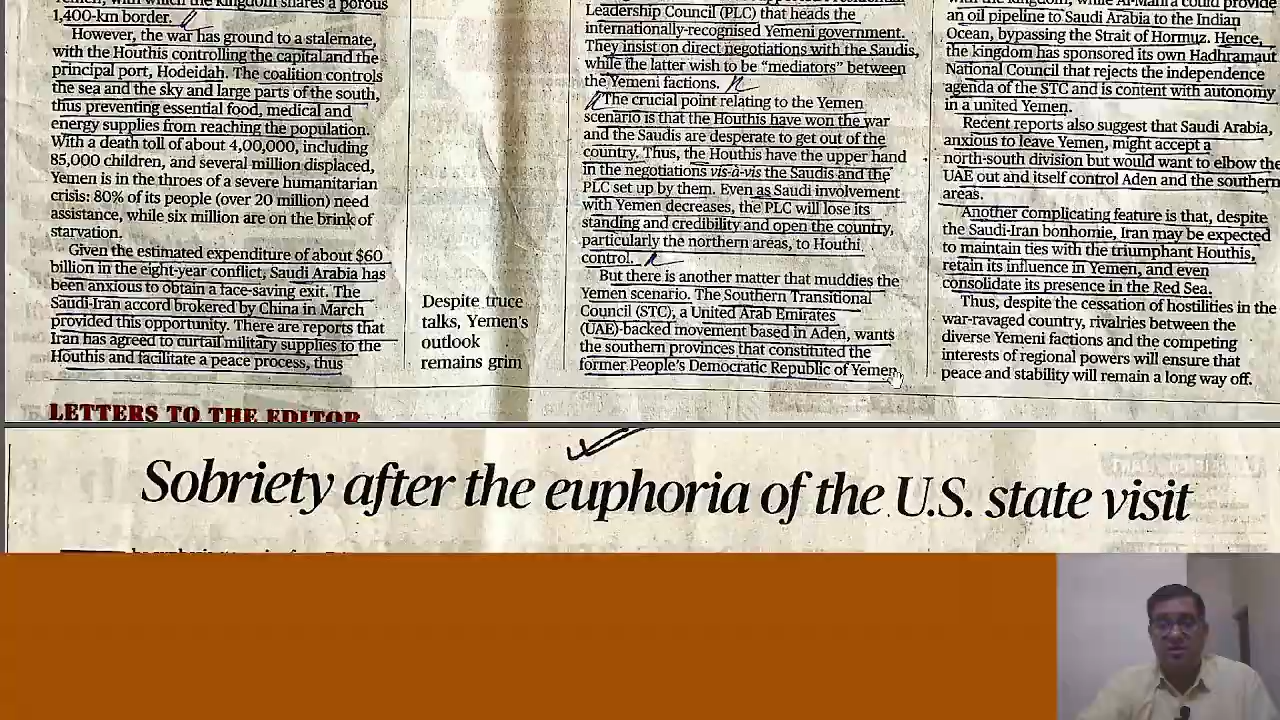 Yemen, with which the kingdom shares a porous
1,400-km border.
However, the war has ground to a stalemate,
with the Houthis controlling the capital and the
principal port, Hodeidah. The coalition controls
the sea and the sky and large parts of the south,
thus preventing essential food, medical and
energy supplies from reaching the population.
With a death toll of about 4,00,000, including
85,000 children, and several million displaced,
Yemen is in the throes of a severe humanitarian
crisis: 80% of its people (over 20 million) need
assistance, while six million are on the brink of
starvation.
Given the estimated expenditure of about $60
billion in the eight-year conflict, Saudi Arabia has
been anxious to obtain a face-saving exit. The
Saudi-Iran accord brokered by China in March
provided this opportunity. There are reports that
Iran has agreed to curtail military supplies to the
Houthis and facilitate a peace process, thus
Despite truce
talks, Yemen's
outlook
remains grim
Leadership Council (PLC) that heads the
internationally-recognised Yemeni government.
They insist on direct negotiations with the Saudis,
while the latter wish to be “mediators” between
the Yemeni factions.
The crucial point relating to the Yemen
scenario is that the Houthis have won the war
and the Saudis are desperate to get out of the
country. Thus, the Houthis have the upper hand
in the negotiations vis-à-vis the Saudis and the
PLC set up by them. Even as Saudi involvement
with Yemen decreases, the PLC will lose its
standing and credibility and open the country,
particularly the northern areas, to Houthi
control.
But there is another matter that muddies the
Yemen scenario. The Southern Transitional
Council (STC), a United Arab Emirates
(UAE)-backed movement based in Aden, wants
the southern provinces that constituted the
former People's Democratic Republic of Yemen
with the kingdom, while Al-Mahra could provide
an oil pipeline to Saudi Arabia to the Indian
Ocean, bypassing the Strait of Hormuz. Hence,
the kingdom has sponsored its own Hadhramaut
National Council that rejects the independence
agenda of the STC and is content with autonomy
in a united Yemen.
Recent reports also suggest that Saudi Arabia,
anxious to leave Yemen, might accept a
north-south division but would want to elbow the
UAE out and itself control Aden and the southern
areas.
Another complicating feature is that, despite
the Saudi-Iran bonhomie, Iran may be expected
to maintain ties with the triumphant Houthis,
retain its influence in Yemen, and even
consolidate its presence in the Red Sea.
Thus, despite the cessation of hostilities in the
war-ravaged country, rivalries between the
diverse Yemeni factions and the competing
interests of regional powers will ensure that
peace and stability will remain a long way off.
LETTERS TO THE EDITOR
Sobriety after the euphoria of the U.S. state visit